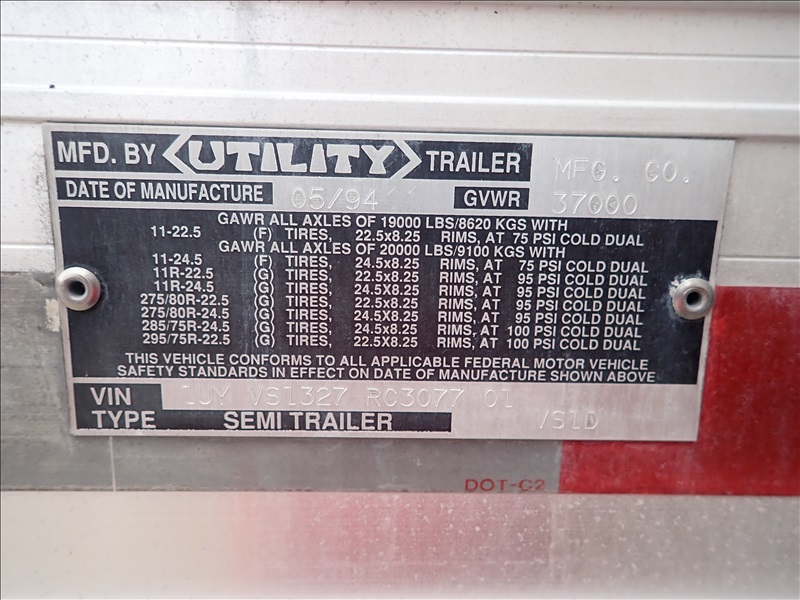 MFD. BY UTILITY TRAILER MFG. CO.
DATE OF MANUFACTURE 05/94 GVWR 37000
GAWR ALL AXLES OF 19000 LBS/8620 KGS WITH
11-22.5 (F) TIRES, 22.5x8.25 RIMS, AT 75 PSI COLD DUAL
GAWR ALL AXLES OF 20000 LBS/9100 KGS WITH
11-24.5 (F) TIRES, 24.5x8.25 RIMS, AT 75 PSI COLD DUAL
11R-22.5 (G) TIRES, 22.5x8.25 RIMS, AT 95 PSI COLD DUAL
11R-24.5 (G) TIRES, 24.5X8.25 RIMS, AT 95 PSI COLD DUAL
275/80R-22.5 (G) TIRES, 22.5x8.25 RIMS, AT 95 PSI COLD DUAL
275/80R-24.5 (G) TIRES, 24.5X8.25 RIMS, AT 95 PSI COLD DUAL
285/75R-24.5 (G) TIRES, 24.5x8.25 RIMS, AT 100 PSI COLD DUAL
295/75R-22.5 (G) TIRES, 22.5X8.25 RIMS, AT 100 PSI COLD DUAL
THIS VEHICLE CONFORMS TO ALL APPLICABLE FEDERAL MOTOR VEHICLE
SAFETY STANDARDS IN EFFECT ON DATE OF MANUFACTURE SHOWN ABOVE
VIN 1UY VS1327 RC3077 01
TYPE SEMI TRAILER /S1D
DOT-C2